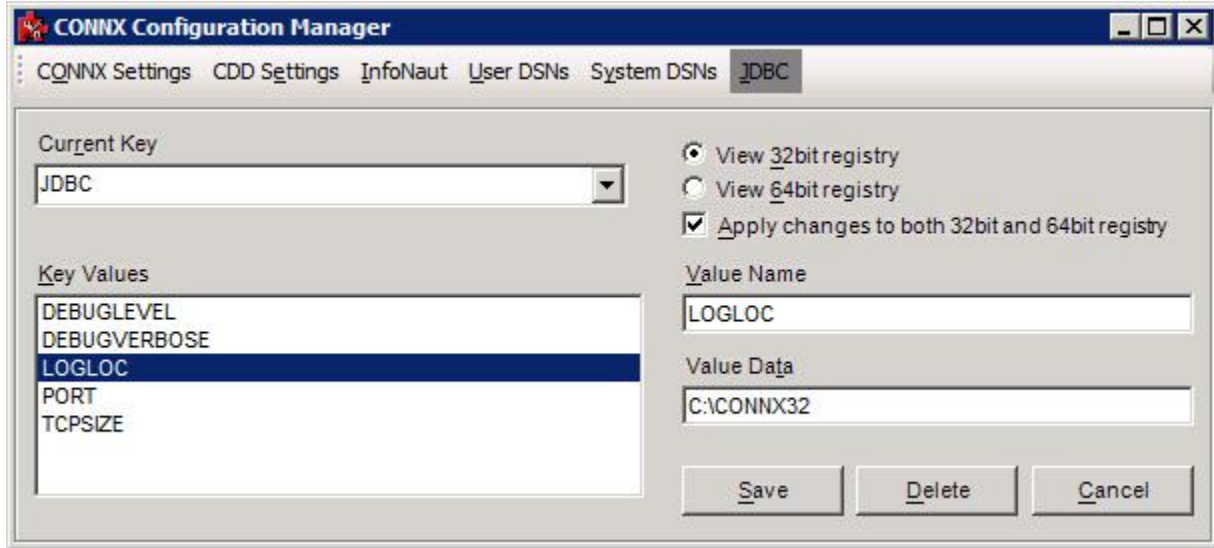 CONNX Configuration Manager
CONNX Settings CDD Settings InfoNaut User DSNs System DSNs JDBC
Current Key
JDBC
View 32bit registry
View 64bit registry
Apply changes to both 32bit and 64bit registry
Key Values
DEBUGLEVEL
DEBUGVERBOSE
LOGLOC
PORT
TCPSIZE
Value Name
LOGLOC
Value Data
C:\CONNX32
Save Delete Cancel